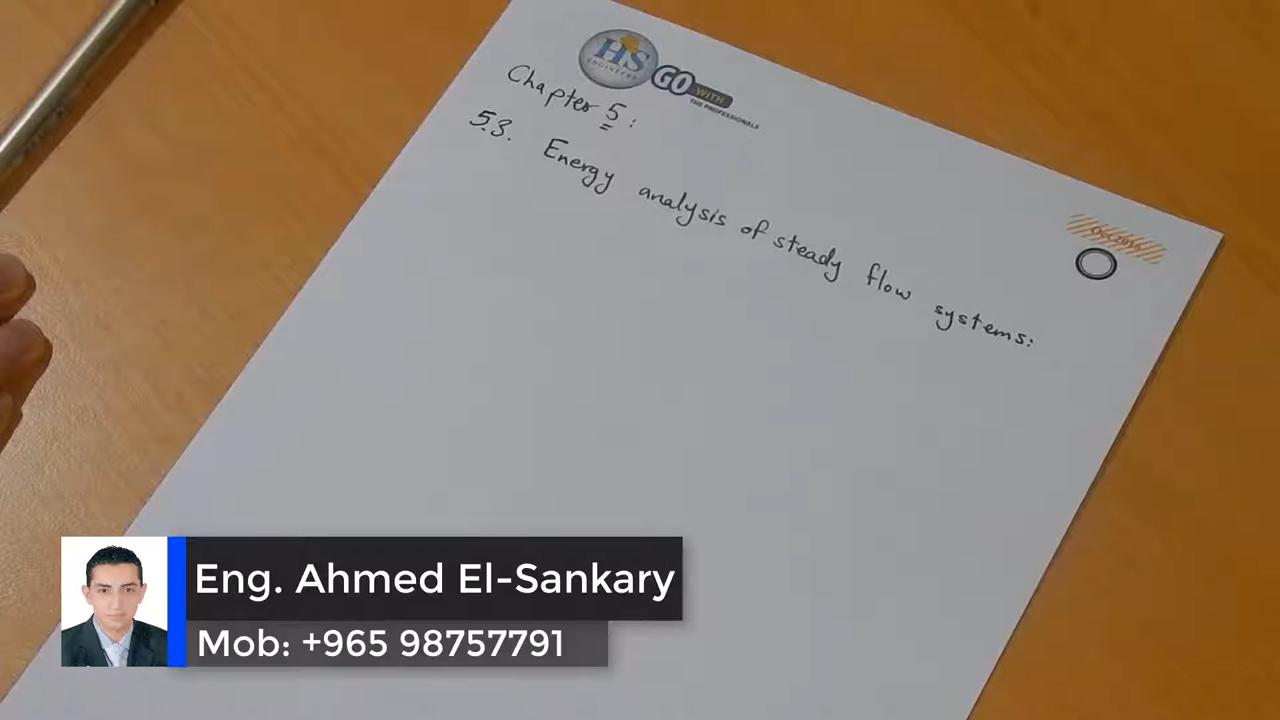 HS
ENGINEERS
GO WITH
THE PROFESSIONALS
Chapter 5:
5.3. Energy analysis of steady flow systems:
Eng. Ahmed El-Sankary
Mob: +965 98757791